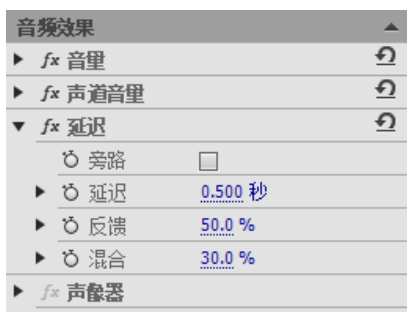 音频效果
fx 音量
fx 声道音量
fx 延迟
旁路
延迟 0.500 秒
反馈 50.0 %
混合 30.0 %
fx 声像器